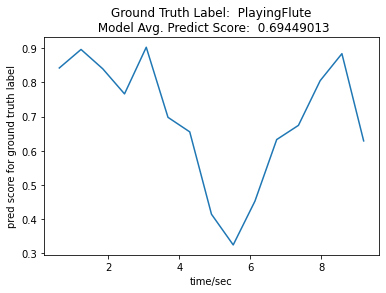 Ground Truth Label:  PlayingFlute
Model Avg. Predict Score:  0.69449013
0.9
0.8
0.7
0.6
0.5
0.4
0.3
pred score for ground truth label
2
4
6
8
time/sec